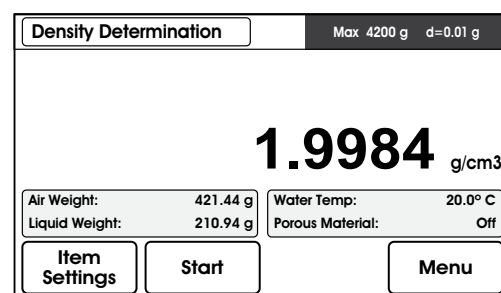 Density Determination
Max 4200 g d=0.01 g
1.9984 g/cm3
Air Weight: 421.44 g
Liquid Weight: 210.94 g
Water Temp: 20.0° C
Porous Material: Off
Item Settings
Start
Menu